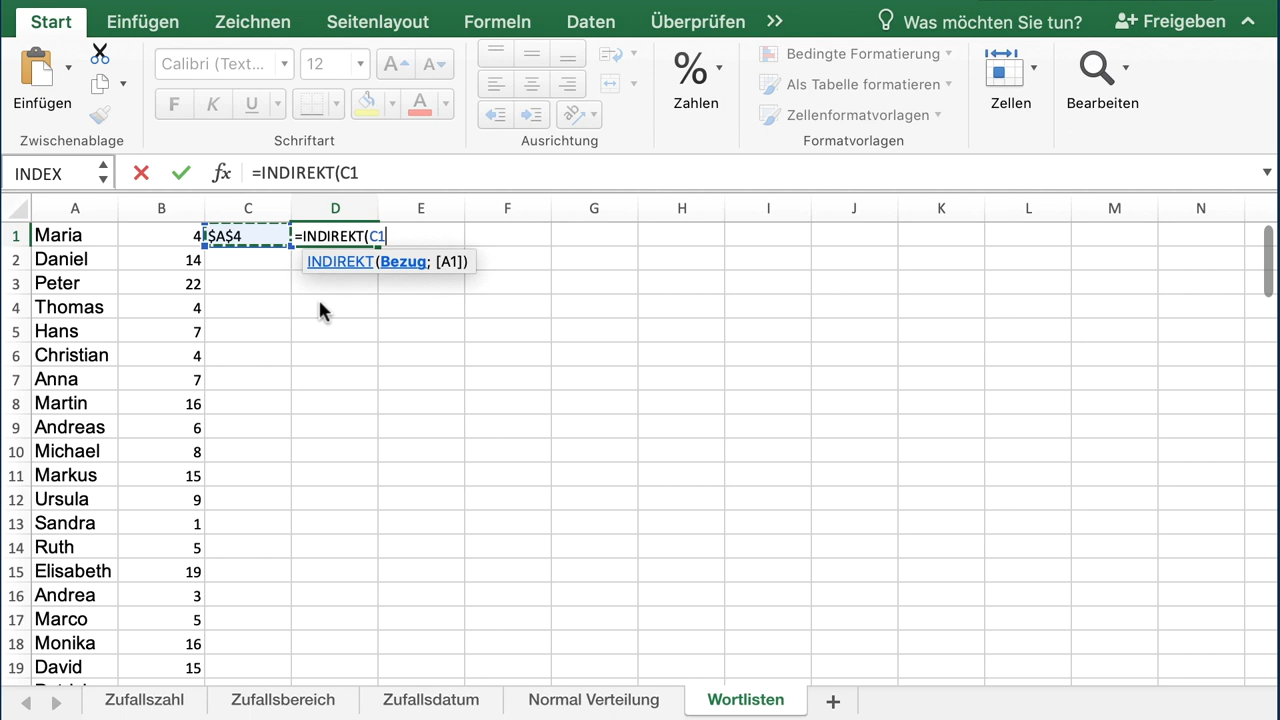 Start Einfügen Zeichnen Seitenlayout Formeln Daten Überprüfen >> Was möchten Sie tun? Freigeben
Calibri (Text... 12 A A Bedingte Formatierung
Als Tabelle formatieren
Einfügen F K U A % Zahlen Zellenformatvorlagen Zellen Bearbeiten
Zwischenablage Schriftart Ausrichtung Formatvorlagen
INDEX fx =INDIREKT(C1
A B C D E F G H I J K L M N
1 Maria 4 $A$4 =INDIREKT(C1
2 Daniel 14 INDIREKT(Bezug; [A1])
3 Peter 22
4 Thomas 4
5 Hans 7
6 Christian 4
7 Anna 7
8 Martin 16
9 Andreas 6
10 Michael 8
11 Markus 15
12 Ursula 9
13 Sandra 1
14 Ruth 5
15 Elisabeth 19
16 Andrea 3
17 Marco 5
18 Monika 16
19 David 15
Zufallszahl Zufallsbereich Zufallsdatum Normal Verteilung Wortlisten +